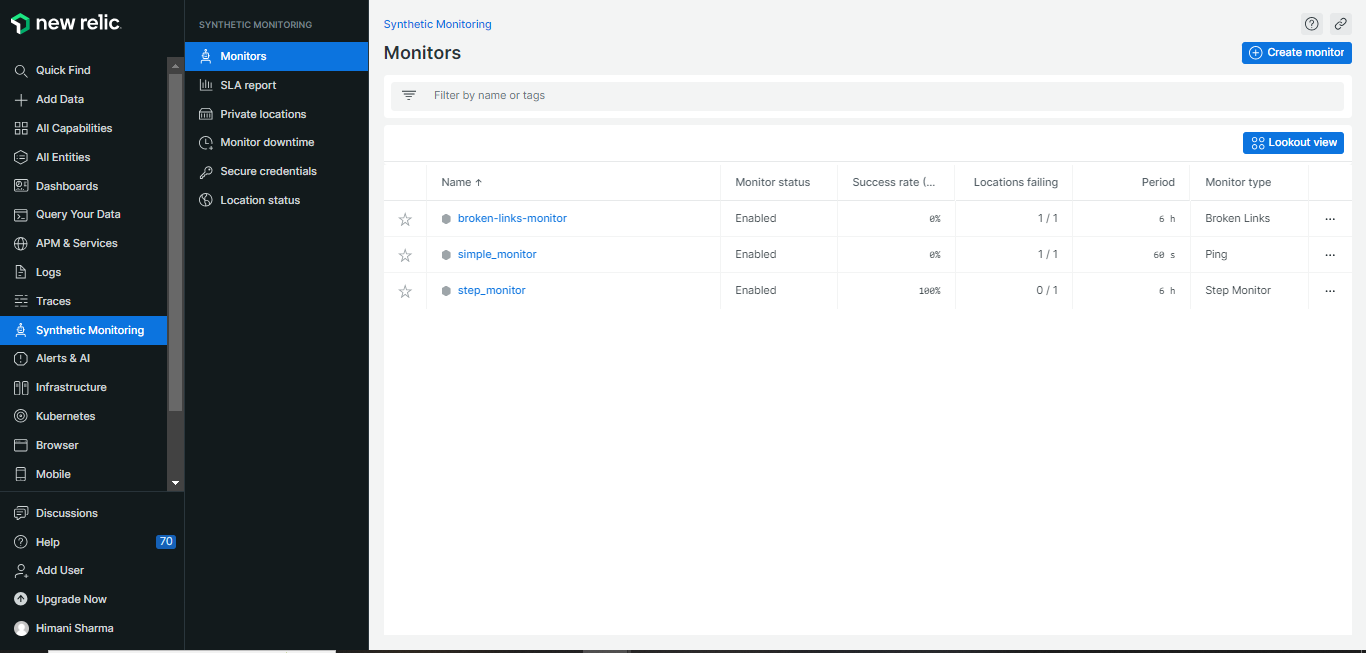 new relic
Quick Find
Add Data
All Capabilities
All Entities
Dashboards
Query Your Data
APM & Services
Logs
Traces
Synthetic Monitoring
Alerts & AI
Infrastructure
Kubernetes
Browser
Mobile
Discussions
Help 70
Add User
Upgrade Now
Himani Sharma
SYNTHETIC MONITORING
Monitors
SLA report
Private locations
Monitor downtime
Secure credentials
Location status
Synthetic Monitoring
Monitors
Create monitor
Filter by name or tags
Lookout view
Name ↑ Monitor status Success rate (... Locations failing Period Monitor type
broken-links-monitor Enabled 0% 1 / 1 6 h Broken Links ...
simple_monitor Enabled 0% 1 / 1 60 s Ping ...
step_monitor Enabled 100% 0 / 1 6 h Step Monitor ...